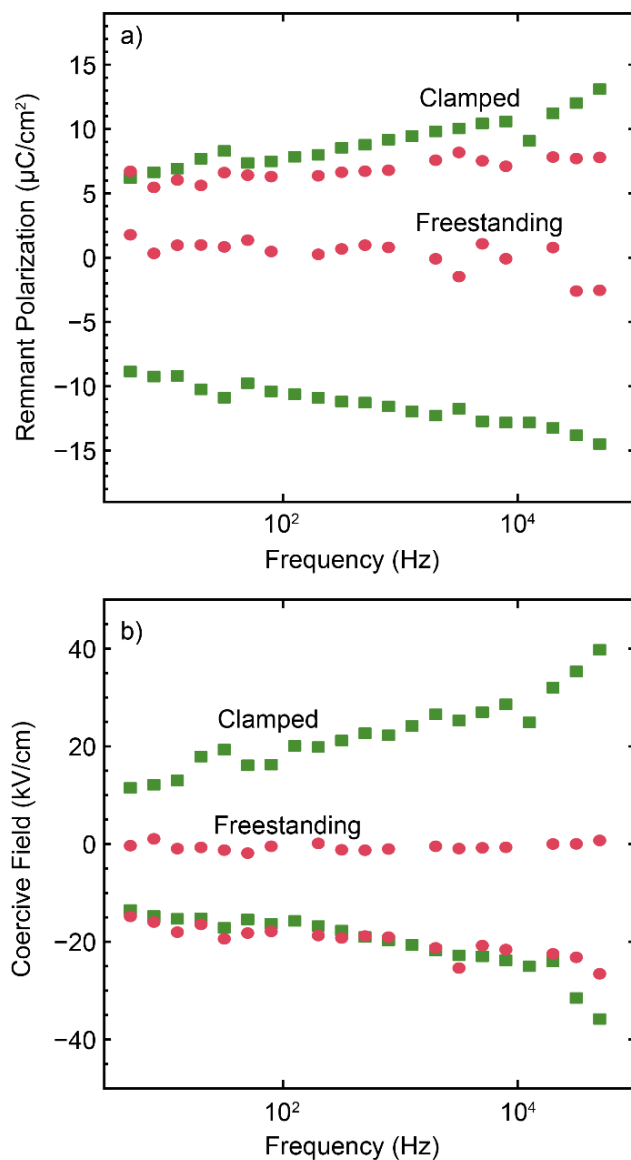 a)
15
10
5
0
−5
−10
−15
Remnant Polarization (µC/cm²)
Clamped
Freestanding
10²
10⁴
Frequency (Hz)
b)
40
20
0
−20
−40
Coercive Field (kV/cm)
Clamped
Freestanding
10²
10⁴
Frequency (Hz)